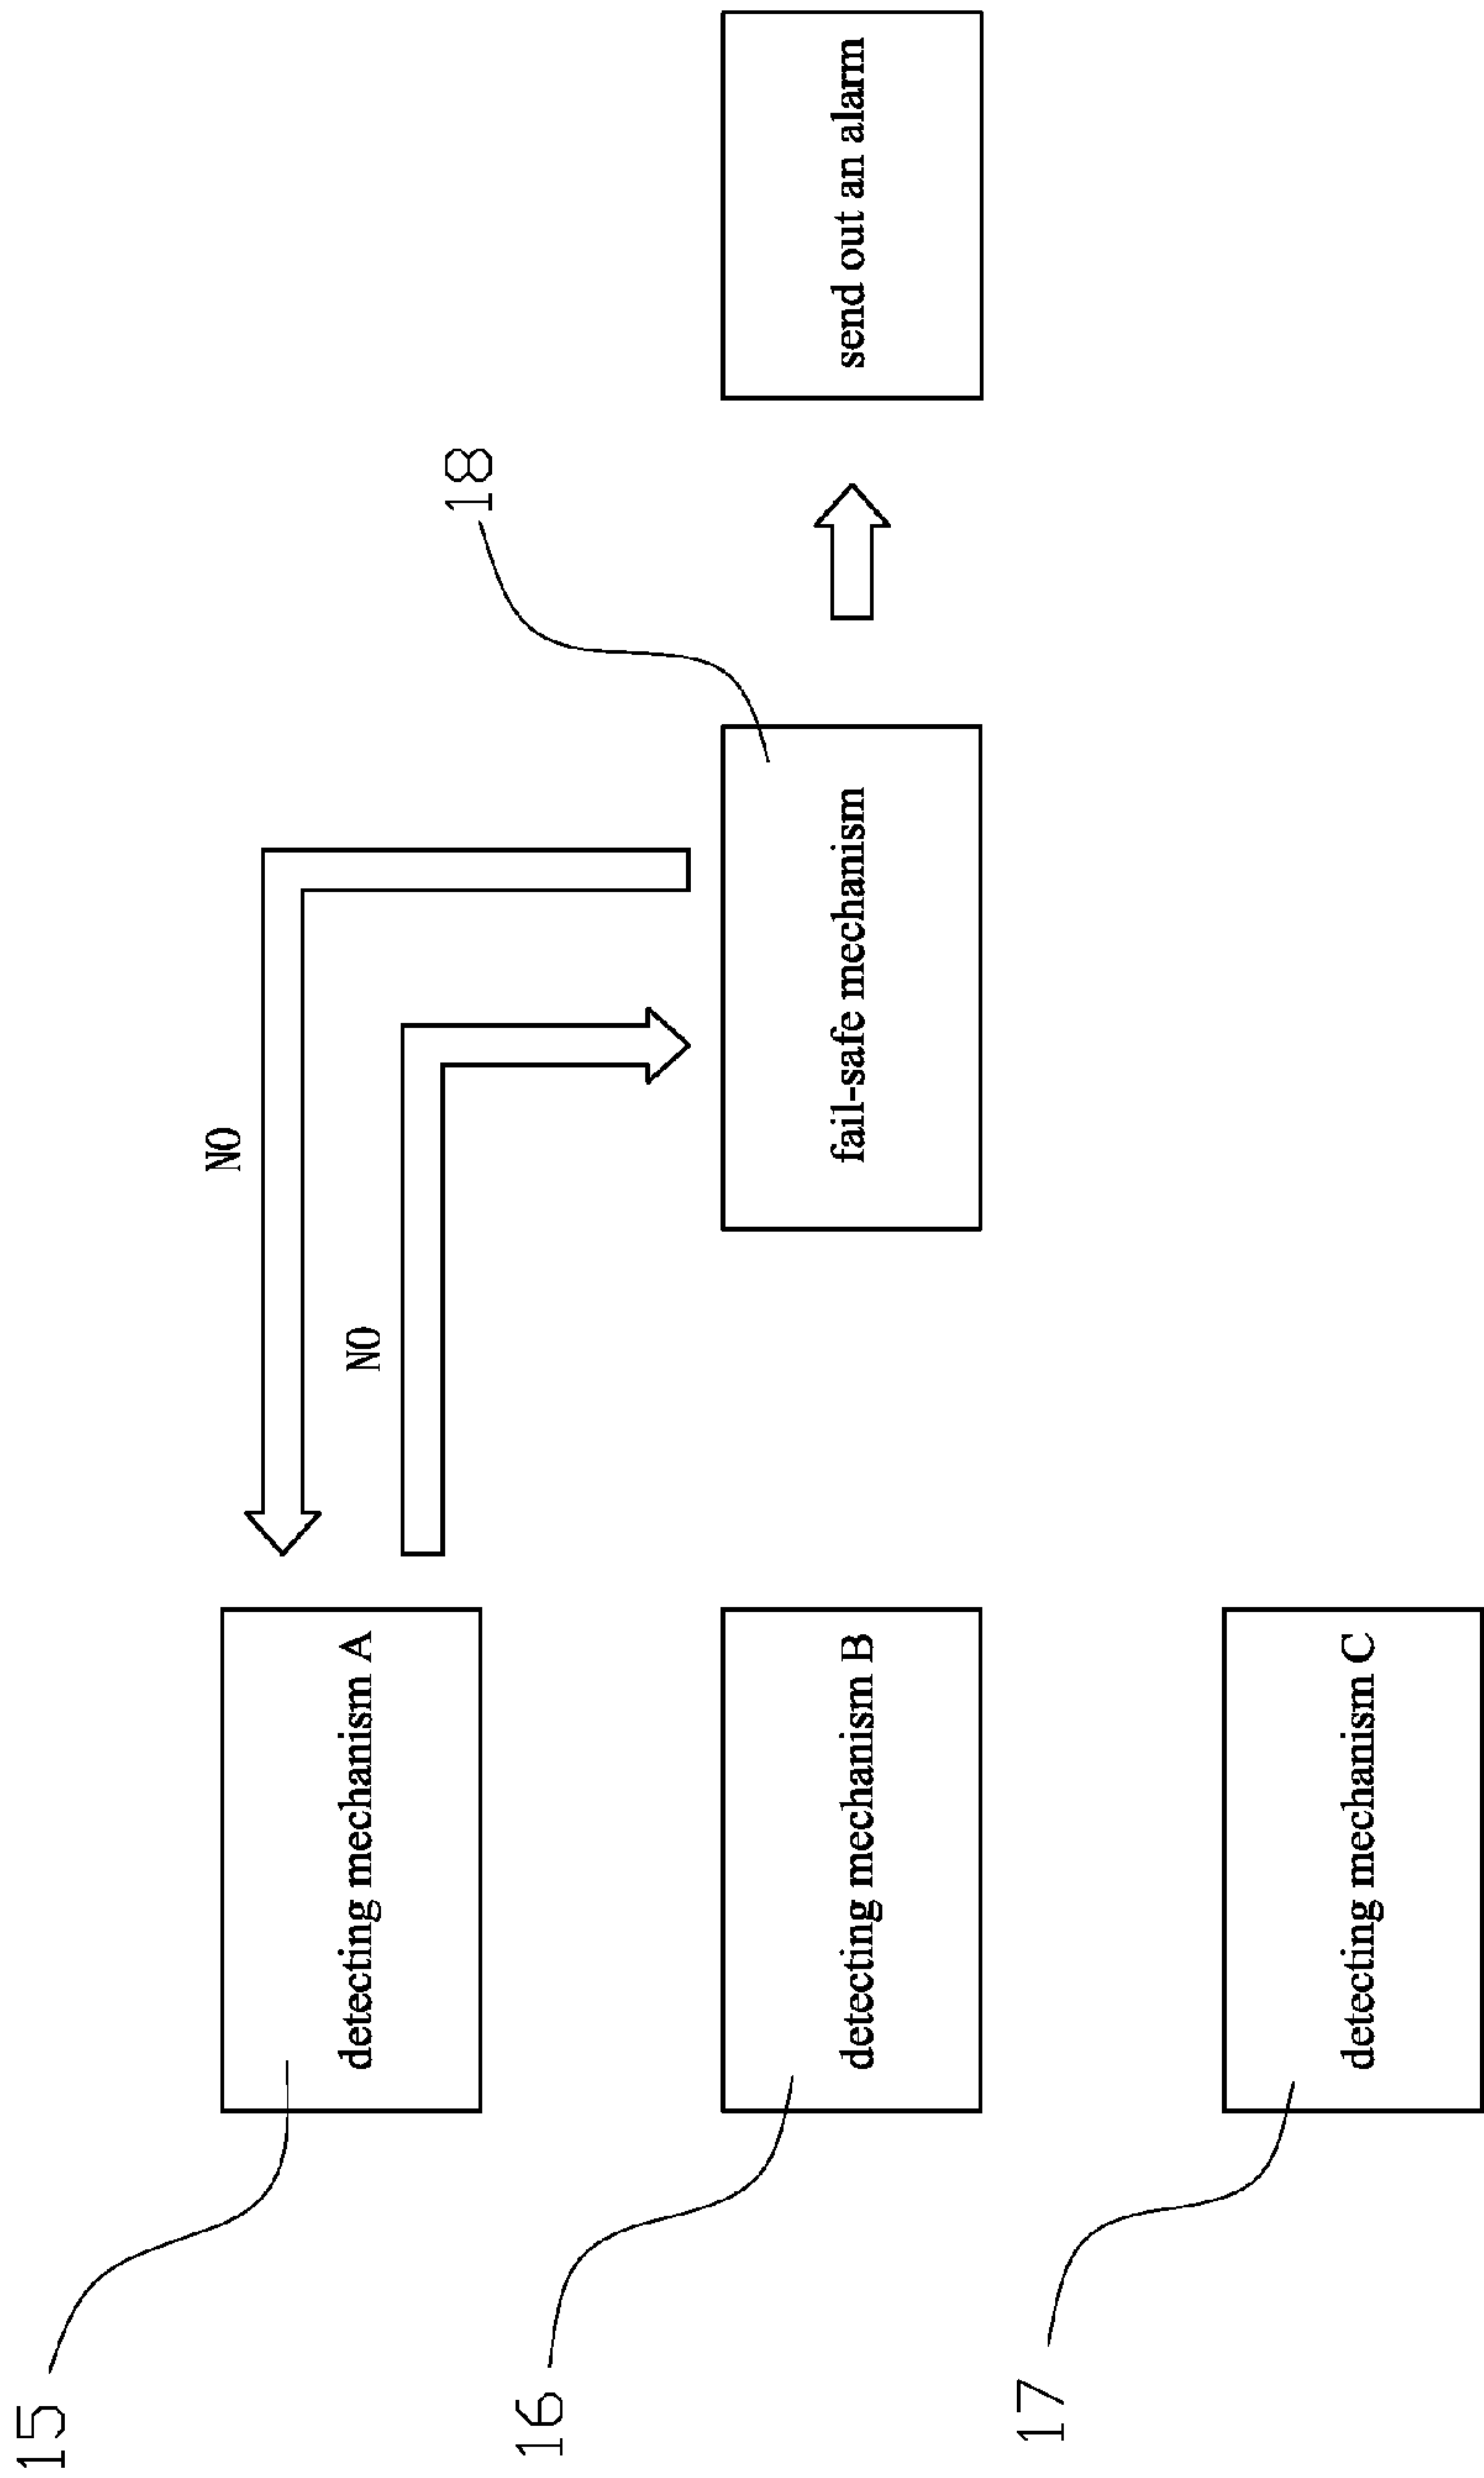 15
detecting mechanism A
NO
NO
18
16
detecting mechanism B
fail-safe mechanism
send out an alarm
17
detecting mechanism C